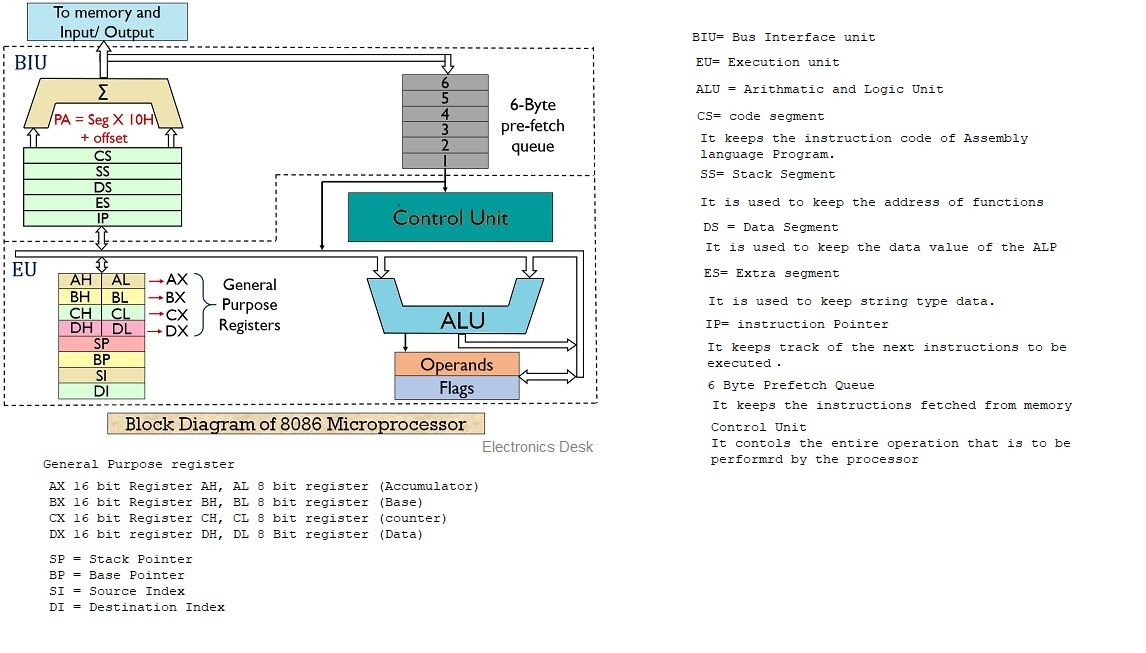 To memory and
Input/ Output
BIU
Σ
PA = Seg X 10H
+ offset
CS
SS
DS
ES
IP
6
5
4
3
2
1
6-Byte
pre-fetch
queue
Control Unit
EU
AH AL AX
BH BL BX
CH CL CX
DH DL DX
SP
BP
SI
DI
General
Purpose
Registers
ALU
Operands
Flags
Block Diagram of 8086 Microprocessor
Electronics Desk
General Purpose register
AX 16 bit Register AH, AL 8 bit register (Accumulator)
BX 16 bit Register BH, BL 8 bit register (Base)
CX 16 bit Register CH, CL 8 bit register (counter)
DX 16 bit register DH, DL 8 Bit register (Data)
SP = Stack Pointer
BP = Base Pointer
SI = Source Index
DI = Destination Index
BIU= Bus Interface unit
EU= Execution unit
ALU = Arithmatic and Logic Unit
CS= code segment
It keeps the instruction code of Assembly
language Program.
SS= Stack Segment
It is used to keep the address of functions
DS = Data Segment
It is used to keep the data value of the ALP
ES= Extra segment
It is used to keep string type data.
IP= instruction Pointer
It keeps track of the next instructions to be
executed .
6 Byte Prefetch Queue
It keeps the instructions fetched from memory
Control Unit
It contols the entire operation that is to be
performrd by the processor